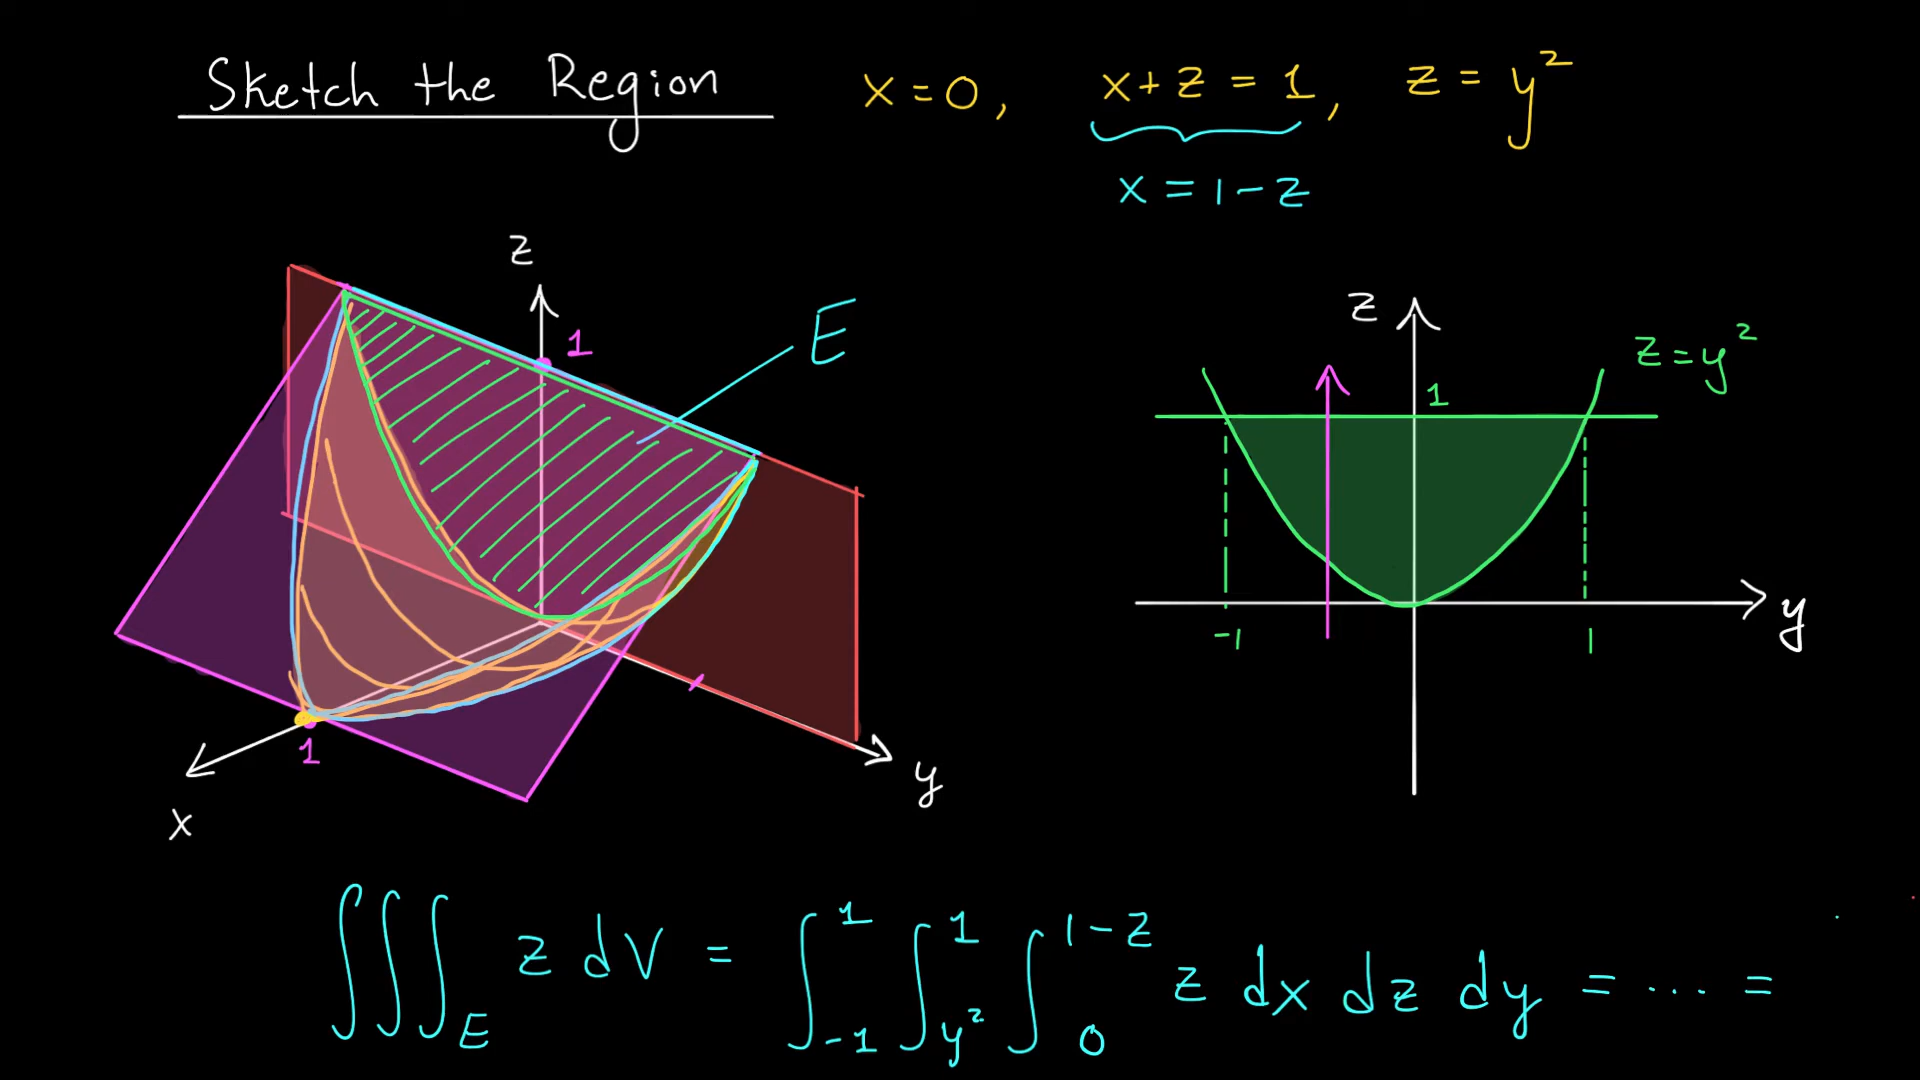 Sketch the Region x = 0, x + z = 1, z = y²
x = 1 - z
z
1
E
1
x
y
z
1
z = y²
-1
1
y
∭_E z dV = ∫_{-1}^{1} ∫_{y²}^{1} ∫_{0}^{1-z} z dx dz dy = ... =